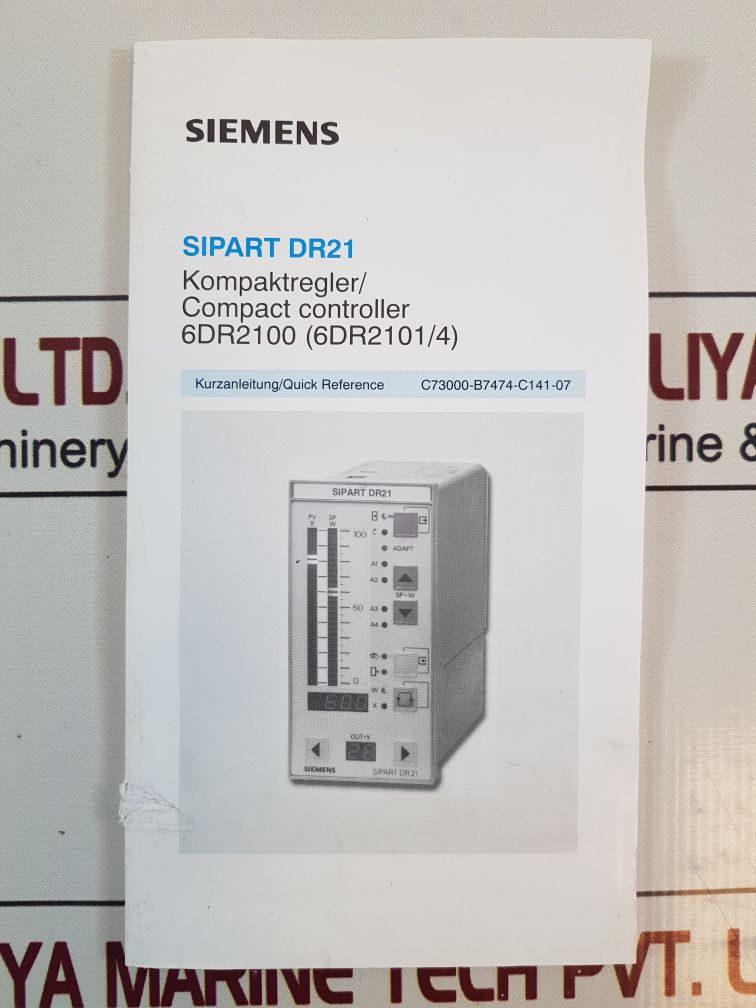 SIEMENS
SIPART DR21
Kompaktregler/
Compact controller
6DR2100 (6DR2101/4)
Kurzanleitung/Quick Reference C73000-B7474-C141-07
LTD.
LIYA
hinery
rine &
SIPART DR21
PV SP
X W
100
ADAPT
A1
A2
SP-W
50 A3
A4
0
W
X
OUT-Y
SIEMENS SIPART DR 21
YA MARINE TECH PVT. L